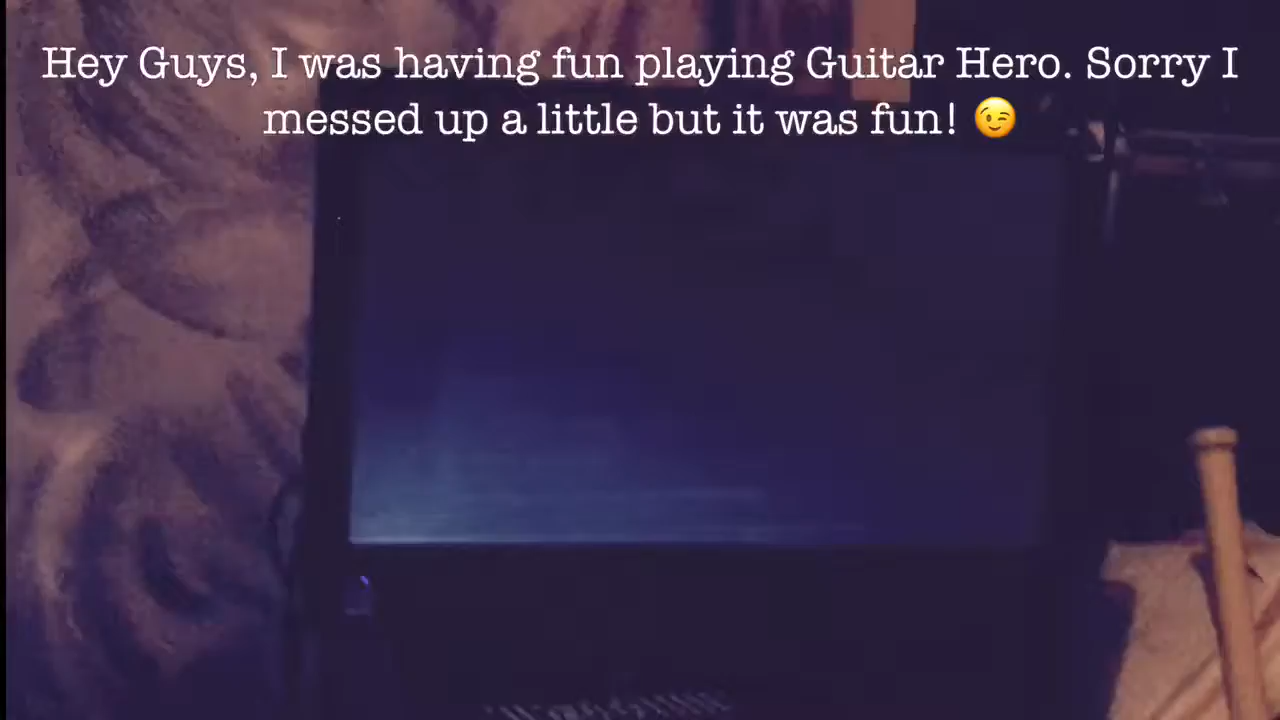 Hey Guys, I was having fun playing Guitar Hero. Sorry I
messed up a little but it was fun! 😉